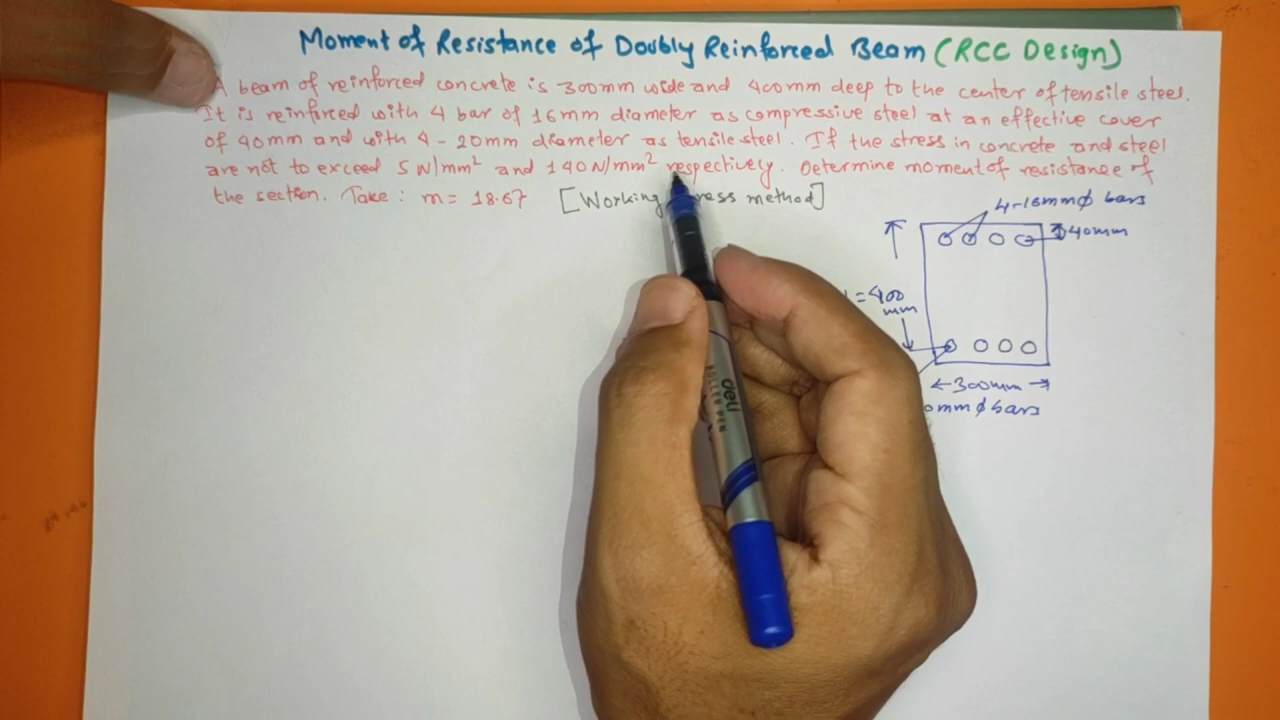 Moment of Resistance of Doubly Reinforced Beam (RCC Design)
A beam of reinforced concrete is 300mm wide and 400mm deep to the center of tensile steel.
It is reinforced with 4 bar of 16mm diameter as compressive steel at an effective cover
of 40mm and with 4-20mm diameter as tensile steel. If the stress in concrete and steel
are not to exceed 5 N/mm² and 140 N/mm² respectively. Determine moment of resistance of
the section. Take: m = 18.67 [Working ress method]
4-16mmϕ bars
40mm
=400
mm
300mm
mmϕ bars
deli
ROLLER PEN